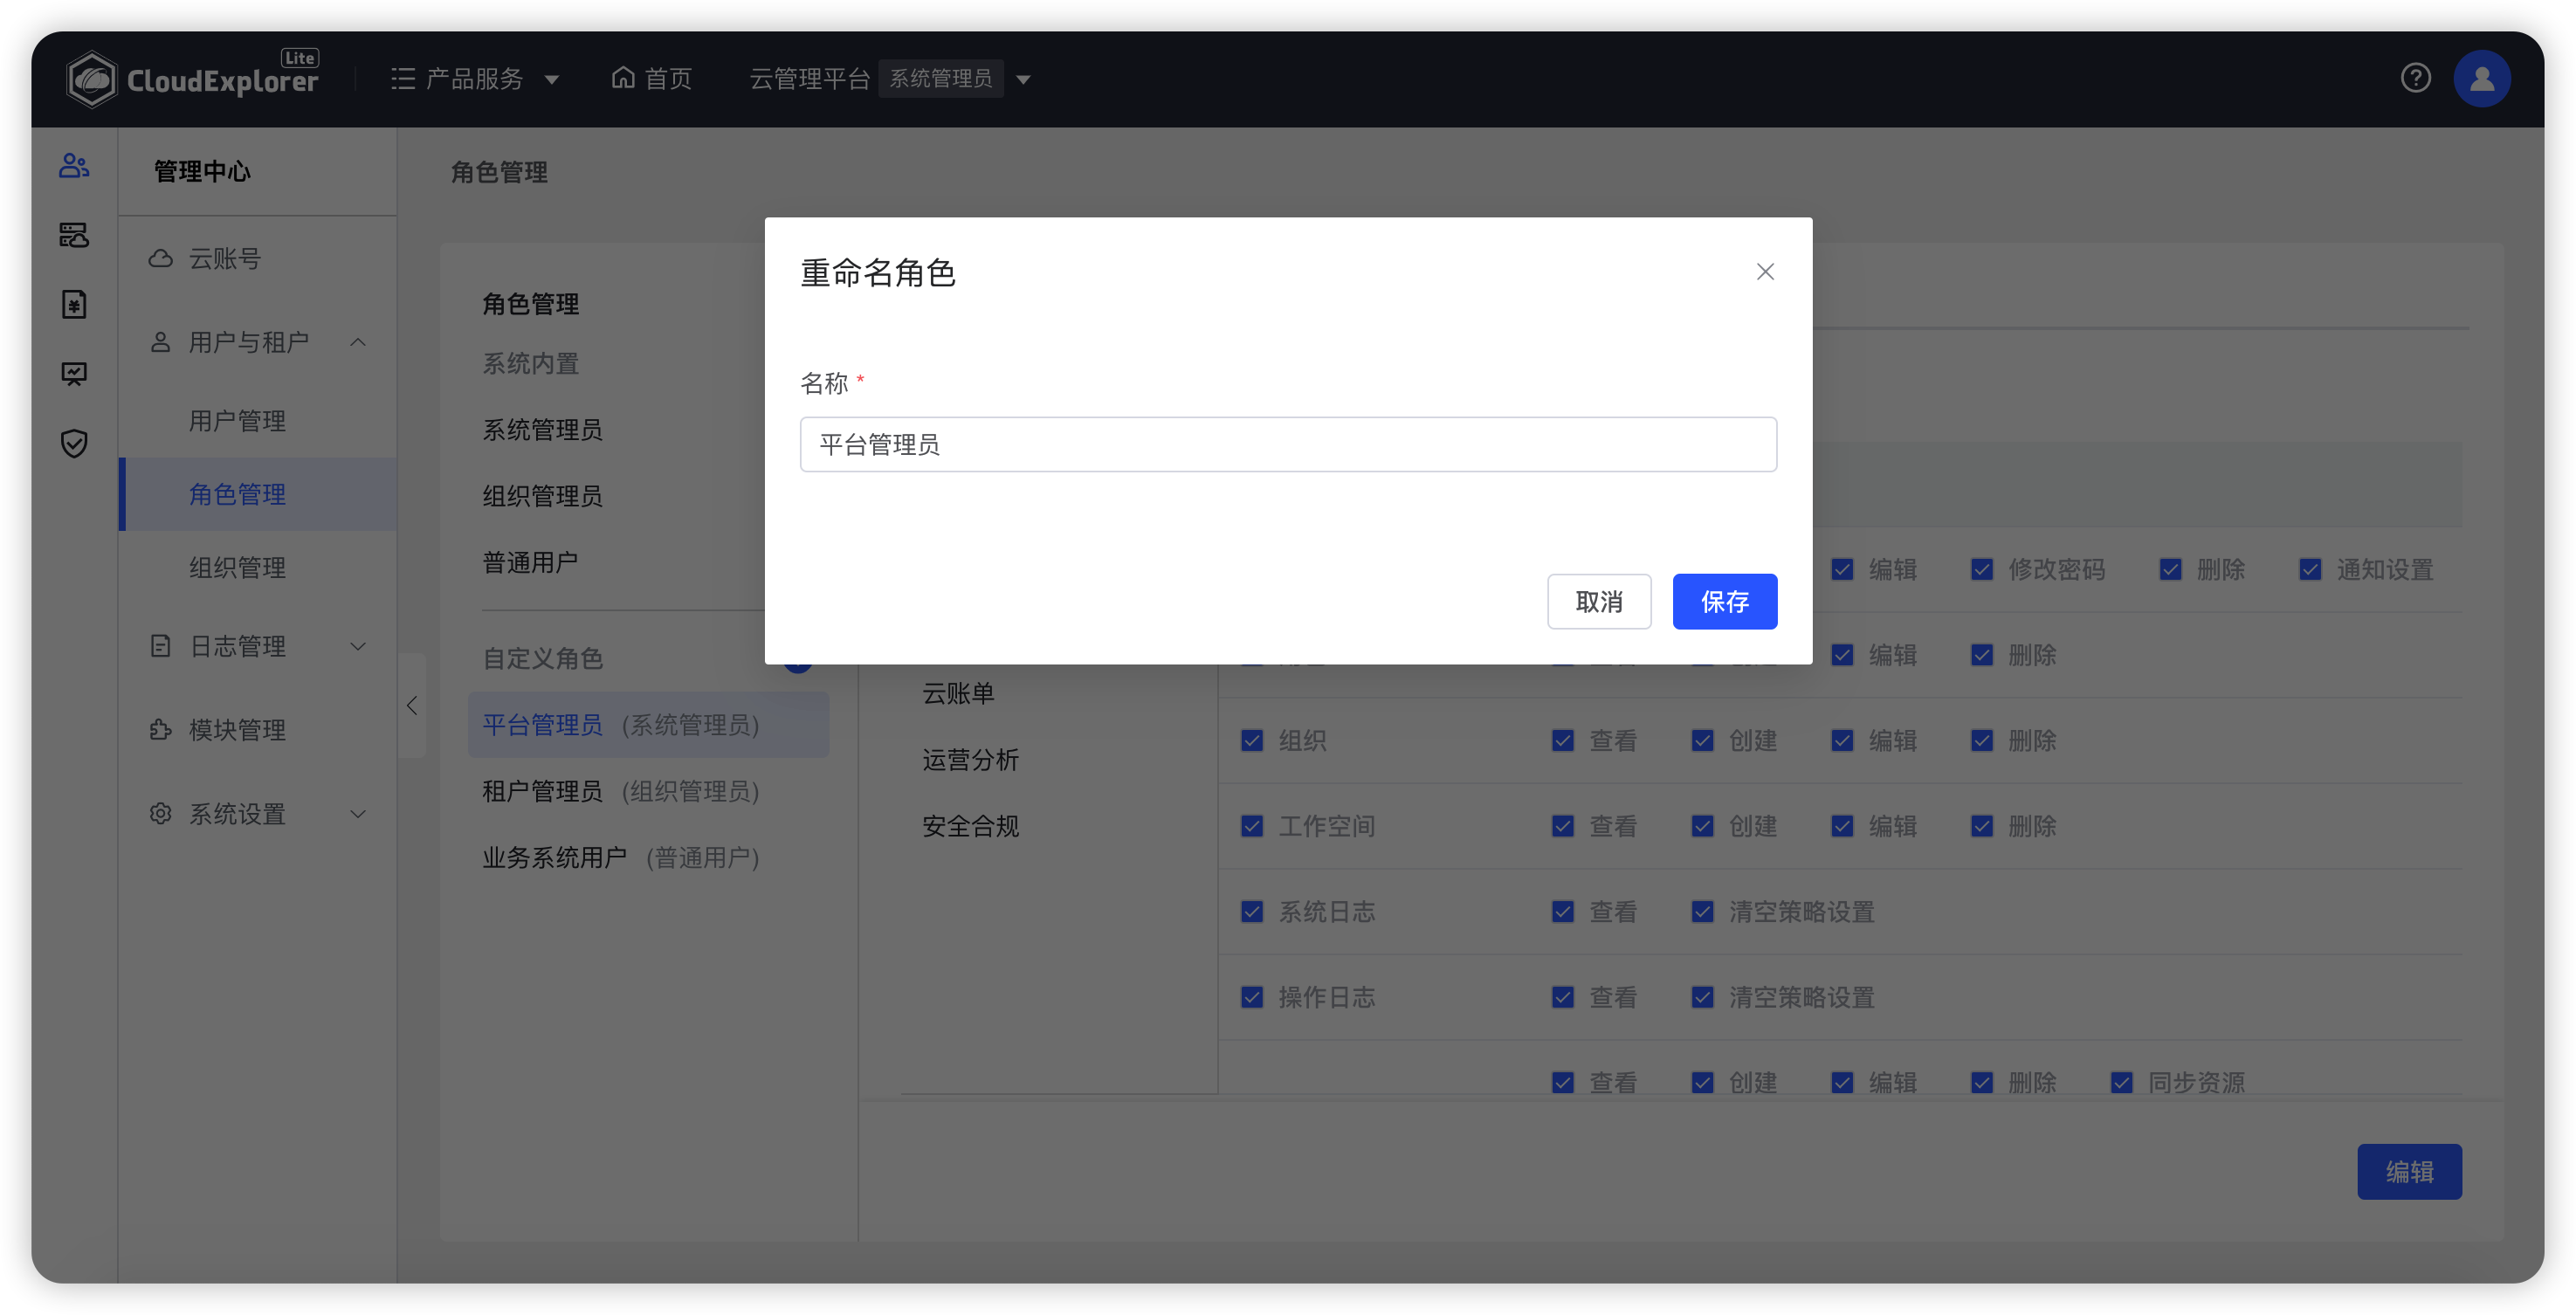 CloudExplorer Lite
产品服务
首页
云管理平台 系统管理员
管理中心
云账号
用户与租户
用户管理
角色管理
组织管理
日志管理
模块管理
系统设置
角色管理
角色管理
系统内置
系统管理员
组织管理员
普通用户
自定义角色
平台管理员 (系统管理员)
租户管理员 (组织管理员)
业务系统用户 (普通用户)
重命名角色
名称 *
平台管理员
取消 保存
云账单
运营分析
安全合规
编辑 修改密码 删除 通知设置
编辑 删除
组织 查看 创建 编辑 删除
工作空间 查看 创建 编辑 删除
系统日志 查看 清空策略设置
操作日志 查看 清空策略设置
查看 创建 编辑 删除 同步资源
编辑